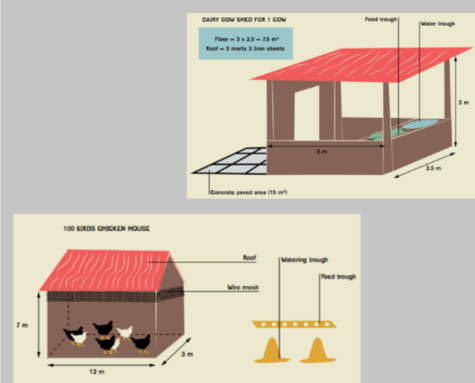 DAIRY COW SHED FOR 1 COW
Floor = 3 x 2.5 = 7.5 m²
Roof = 3 marts 3 Iron sheets
Feed trough
Water trough
2 m
3 m
2.5 m
Concrete paved area (15 m²)
100 BIRDS CHICKEN HOUSE
Roof
Wire mesh
7 m
12 m
3 m
Watering trough
Feed trough